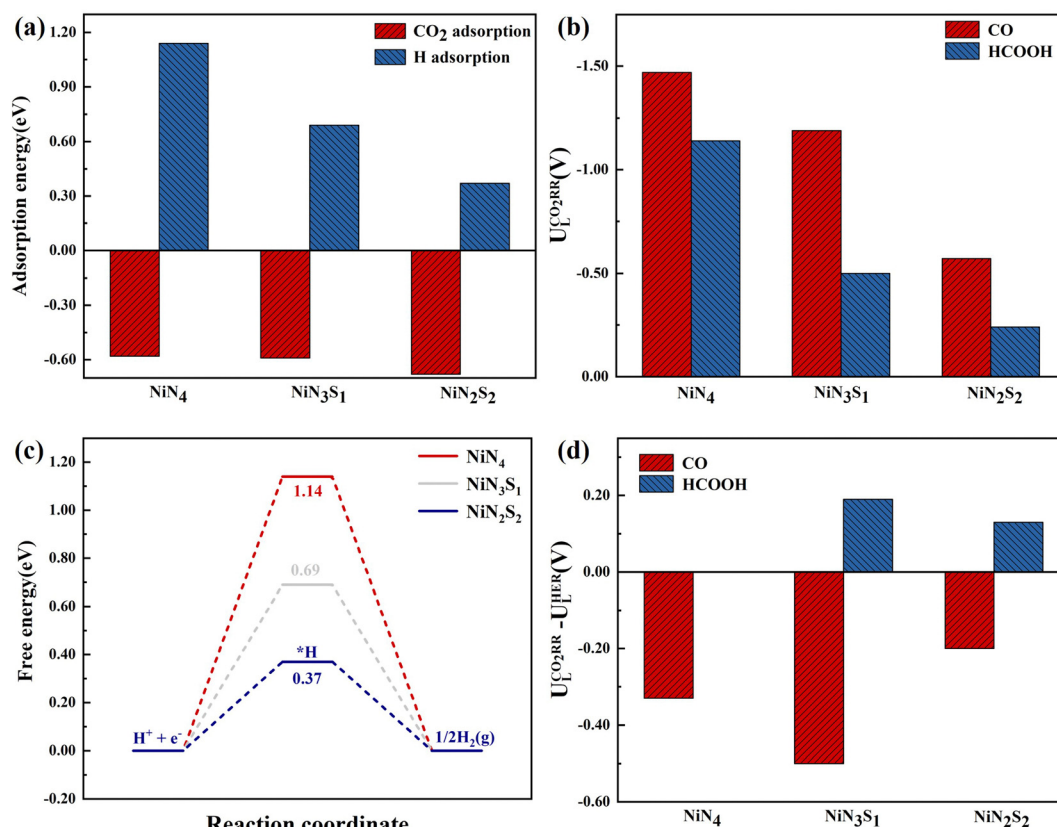 (a)
CO₂ adsorption
H adsorption
1.20
0.90
0.60
0.30
0.00
-0.30
-0.60
Adsorption energy(eV)
NiN₄
NiN₃S₁
NiN₂S₂
(b)
CO
HCOOH
-1.50
-1.00
-0.50
0.00
U_L^CO₂RR(V)
NiN₄
NiN₃S₁
NiN₂S₂
(c)
NiN₄
NiN₃S₁
NiN₂S₂
1.20
1.00
0.80
0.60
0.40
0.20
0.00
-0.20
Free energy(eV)
1.14
0.69
*H
0.37
H⁺ + e⁻
1/2H₂(g)
Reaction coordinate
(d)
CO
HCOOH
0.20
0.00
-0.20
-0.40
-0.60
U_L^CO₂RR -U_L^HER(V)
NiN₄
NiN₃S₁
NiN₂S₂